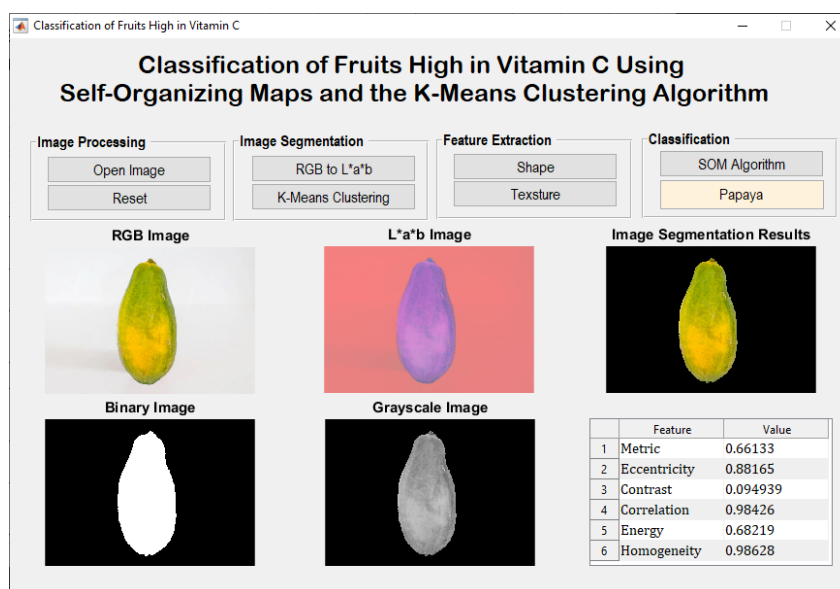 Classification of Fruits High in Vitamin C
Classification of Fruits High in Vitamin C Using
Self-Organizing Maps and the K-Means Clustering Algorithm
Image Processing
Open Image
Reset
Image Segmentation
RGB to L*a*b
K-Means Clustering
Feature Extraction
Shape
Texsture
Classification
SOM Algorithm
Papaya
RGB Image
L*a*b Image
Image Segmentation Results
Binary Image
Grayscale Image
Feature Value
1 Metric 0.66133
2 Eccentricity 0.88165
3 Contrast 0.094939
4 Correlation 0.98426
5 Energy 0.68219
6 Homogeneity 0.98628